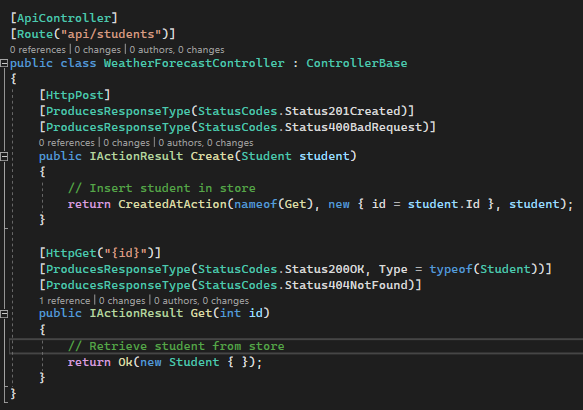 [ApiController]
[Route("api/students")]
0 references | 0 changes | 0 authors, 0 changes
public class WeatherForecastController : ControllerBase
{
[HttpPost]
[ProducesResponseType(StatusCodes.Status201Created)]
[ProducesResponseType(StatusCodes.Status400BadRequest)]
0 references | 0 changes | 0 authors, 0 changes
public IActionResult Create(Student student)
{
// Insert student in store
return CreatedAtAction(nameof(Get), new { id = student.Id }, student);
}
[HttpGet("{id}")]
[ProducesResponseType(StatusCodes.Status200OK, Type = typeof(Student))]
[ProducesResponseType(StatusCodes.Status404NotFound)]
1 reference | 0 changes | 0 authors, 0 changes
public IActionResult Get(int id)
{
// Retrieve student from store
return Ok(new Student { });
}
}